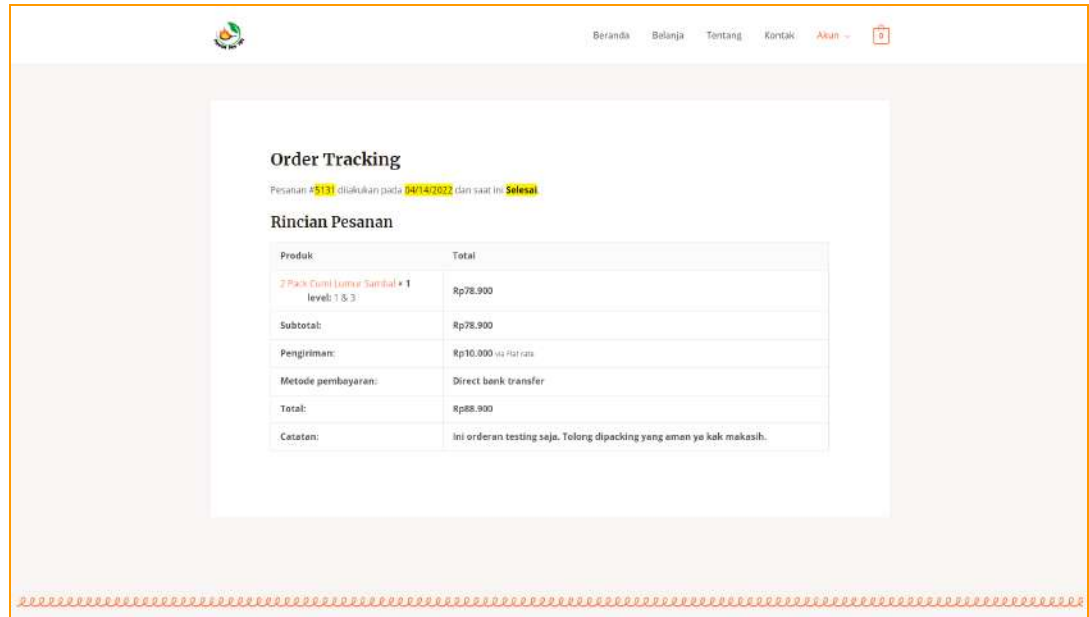 Beranda Belanja Tentang Kontak Akun 0
Order Tracking
Pesanan #5131 dilakukan pada 04/14/2022 dan saat ini Selesai.
Rincian Pesanan
Produk Total
2 Pack Cumi Lumur Sambal × 1 Rp78.900
level: 1 & 3
Subtotal: Rp78.900
Pengiriman: Rp10.000 via Flat rate
Metode pembayaran: Direct bank transfer
Total: Rp88.900
Catatan: Ini orderan testing saja. Tolong dipacking yang aman ya kak makasih.